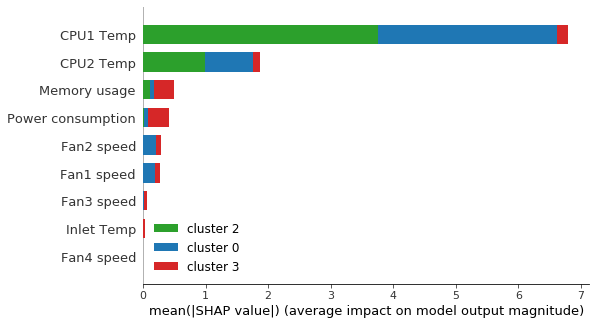 CPU1 Temp
CPU2 Temp
Memory usage
Power consumption
Fan2 speed
Fan1 speed
Fan3 speed
Inlet Temp
Fan4 speed
cluster 2
cluster 0
cluster 3
0 1 2 3 4 5 6 7
mean(|SHAP value|) (average impact on model output magnitude)